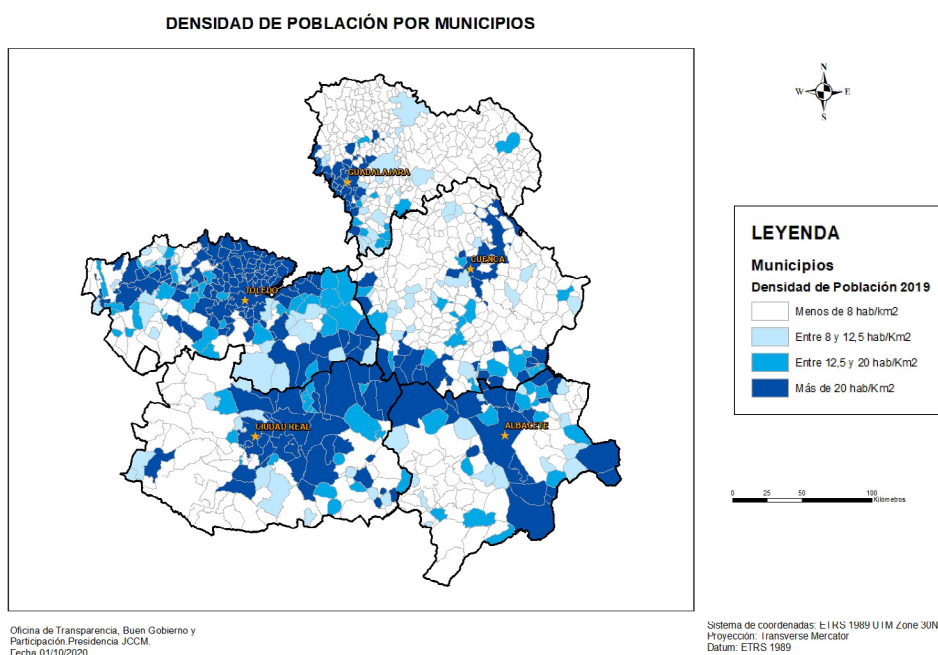 DENSIDAD DE POBLACIÓN POR MUNICIPIOS
N
W E
S
GUADALAJARA
CUENCA
TOLEDO
CIUDAD REAL
ALBACETE
LEYENDA
Municipios
Densidad de Población 2019
Menos de 8 hab/km2
Entre 8 y 12,5 hab/Km2
Entre 12,5 y 20 hab/Km2
Más de 20 hab/Km2
0 25 50 100
Kilómetros
Oficina de Transparencia, Buen Gobierno y
Participación.Presidencia JCCM.
Fecha 01/10/2020
Sistema de coordenadas: ETRS 1989 UTM Zone 30N
Proyección: Transverse Mercator
Datum: ETRS 1989